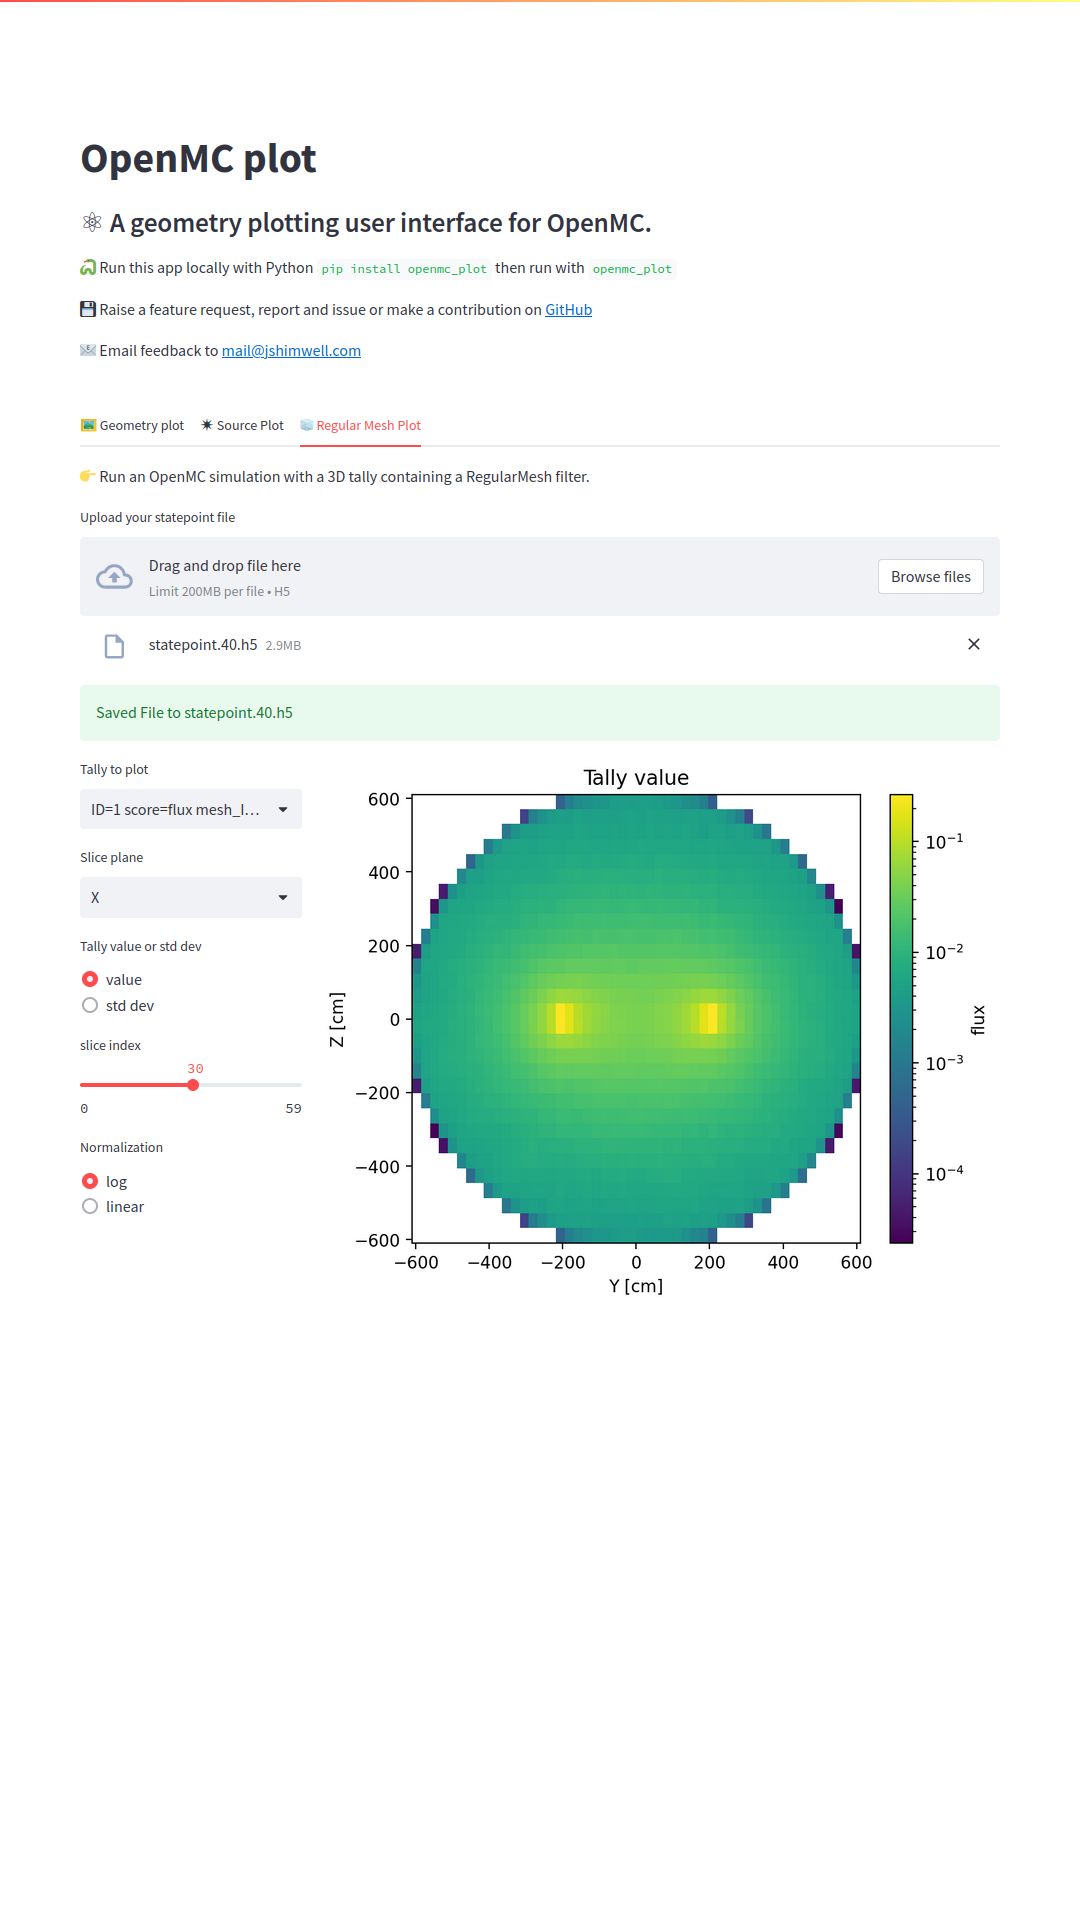 OpenMC plot
⚛ A geometry plotting user interface for OpenMC.
🐍 Run this app locally with Python pip install openmc_plot then run with openmc_plot
💾 Raise a feature request, report and issue or make a contribution on GitHub
📧 Email feedback to mail@jshimwell.com
🖼️ Geometry plot ✴ Source Plot 🧊 Regular Mesh Plot
👉 Run an OpenMC simulation with a 3D tally containing a RegularMesh filter.
Upload your statepoint file
Drag and drop file here
Limit 200MB per file • H5
Browse files
statepoint.40.h5 2.9MB
Saved File to statepoint.40.h5
Tally to plot
ID=1 score=flux mesh_I…
Slice plane
X
Tally value or std dev
value
std dev
slice index
30
0 59
Normalization
log
linear
Tally value
600
400
200
0
−200
−400
−600
Z [cm]
−600 −400 −200 0 200 400 600
Y [cm]
10⁻¹
10⁻²
10⁻³
10⁻⁴
flux